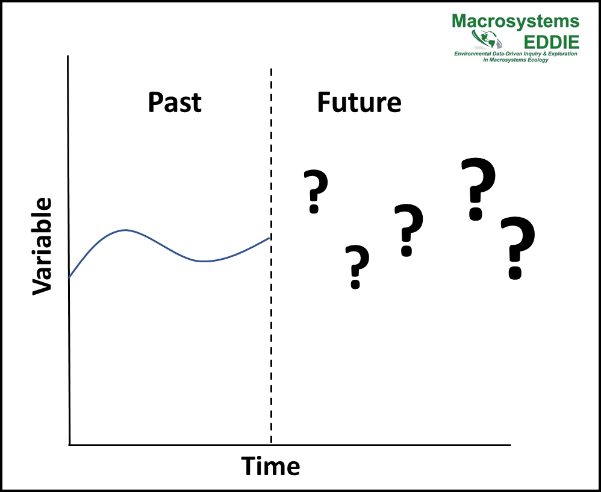 Macrosystems
EDDIE
Environmental Data-Driven Inquiry & Exploration
in Macrosystems Ecology
Past
Future
?
?
?
?
?
Variable
Time